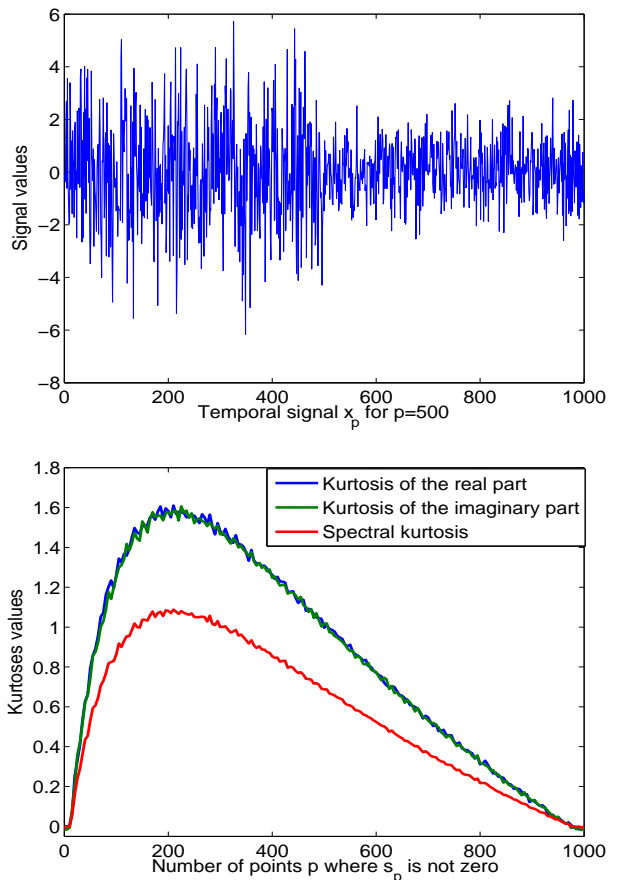 6
4
2
0
−2
−4
−6
−8
Signal values
0 200 400 600 800 1000
Temporal signal x_p for p=500
1.8
1.6
1.4
1.2
1
0.8
0.6
0.4
0.2
0
Kurtoses values
Kurtosis of the real part
Kurtosis of the imaginary part
Spectral kurtosis
0 200 400 600 800 1000
Number of points p where s_p is not zero